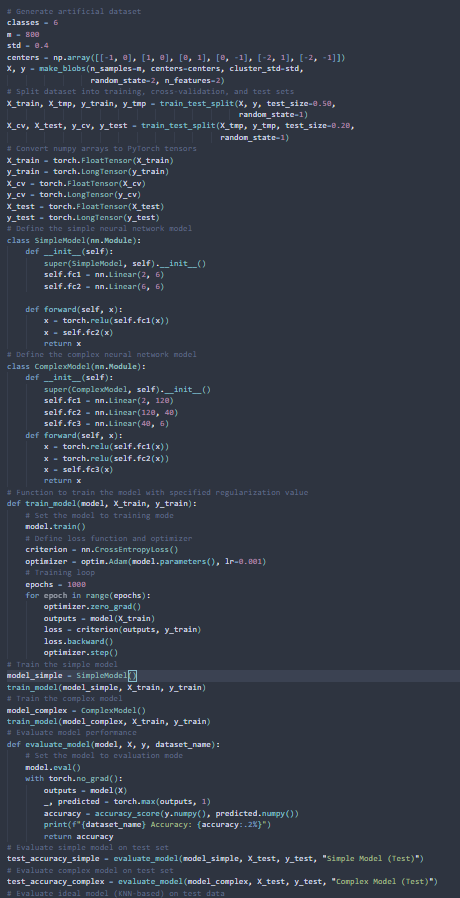 # Generate artificial dataset
classes = 6
m = 800
std = 0.4
centers = np.array([[-1, 0], [1, 0], [0, 1], [0, -1], [-2, 1], [-2, -1]])
X, y = make_blobs(n_samples=m, centers=centers, cluster_std=std,
                  random_state=2, n_features=2)
# Split dataset into training, cross-validation, and test sets
X_train, X_tmp, y_train, y_tmp = train_test_split(X, y, test_size=0.50,
                                                  random_state=1)
X_cv, X_test, y_cv, y_test = train_test_split(X_tmp, y_tmp, test_size=0.20,
                                              random_state=1)
# Convert numpy arrays to PyTorch tensors
X_train = torch.FloatTensor(X_train)
y_train = torch.LongTensor(y_train)
X_cv = torch.FloatTensor(X_cv)
y_cv = torch.LongTensor(y_cv)
X_test = torch.FloatTensor(X_test)
y_test = torch.LongTensor(y_test)
# Define the simple neural network model
class SimpleModel(nn.Module):
    def __init__(self):
        super(SimpleModel, self).__init__()
        self.fc1 = nn.Linear(2, 6)
        self.fc2 = nn.Linear(6, 6)
    def forward(self, x):
        x = torch.relu(self.fc1(x))
        x = self.fc2(x)
        return x
# Define the complex neural network model
class ComplexModel(nn.Module):
    def __init__(self):
        super(ComplexModel, self).__init__()
        self.fc1 = nn.Linear(2, 120)
        self.fc2 = nn.Linear(120, 40)
        self.fc3 = nn.Linear(40, 6)
    def forward(self, x):
        x = torch.relu(self.fc1(x))
        x = torch.relu(self.fc2(x))
        x = self.fc3(x)
        return x
# Function to train the model with specified regularization value
def train_model(model, X_train, y_train):
    # Set the model to training mode
    model.train()
    # Define loss function and optimizer
    criterion = nn.CrossEntropyLoss()
    optimizer = optim.Adam(model.parameters(), lr=0.001)
    # Training loop
    epochs = 1000
    for epoch in range(epochs):
        optimizer.zero_grad()
        outputs = model(X_train)
        loss = criterion(outputs, y_train)
        loss.backward()
        optimizer.step()
# Train the simple model
model_simple = SimpleModel()
train_model(model_simple, X_train, y_train)
# Train the complex model
model_complex = ComplexModel()
train_model(model_complex, X_train, y_train)
# Evaluate model performance
def evaluate_model(model, X, y, dataset_name):
    # Set the model to evaluation mode
    model.eval()
    with torch.no_grad():
        outputs = model(X)
        _, predicted = torch.max(outputs, 1)
        accuracy = accuracy_score(y.numpy(), predicted.numpy())
        print(f"{dataset_name} Accuracy: {accuracy:.2%}")
        return accuracy
# Evaluate simple model on test set
test_accuracy_simple = evaluate_model(model_simple, X_test, y_test, "Simple Model (Test)")
# Evaluate complex model on test set
test_accuracy_complex = evaluate_model(model_complex, X_test, y_test, "Complex Model (Test)")
# Evaluate ideal model (KNN-based) on test data